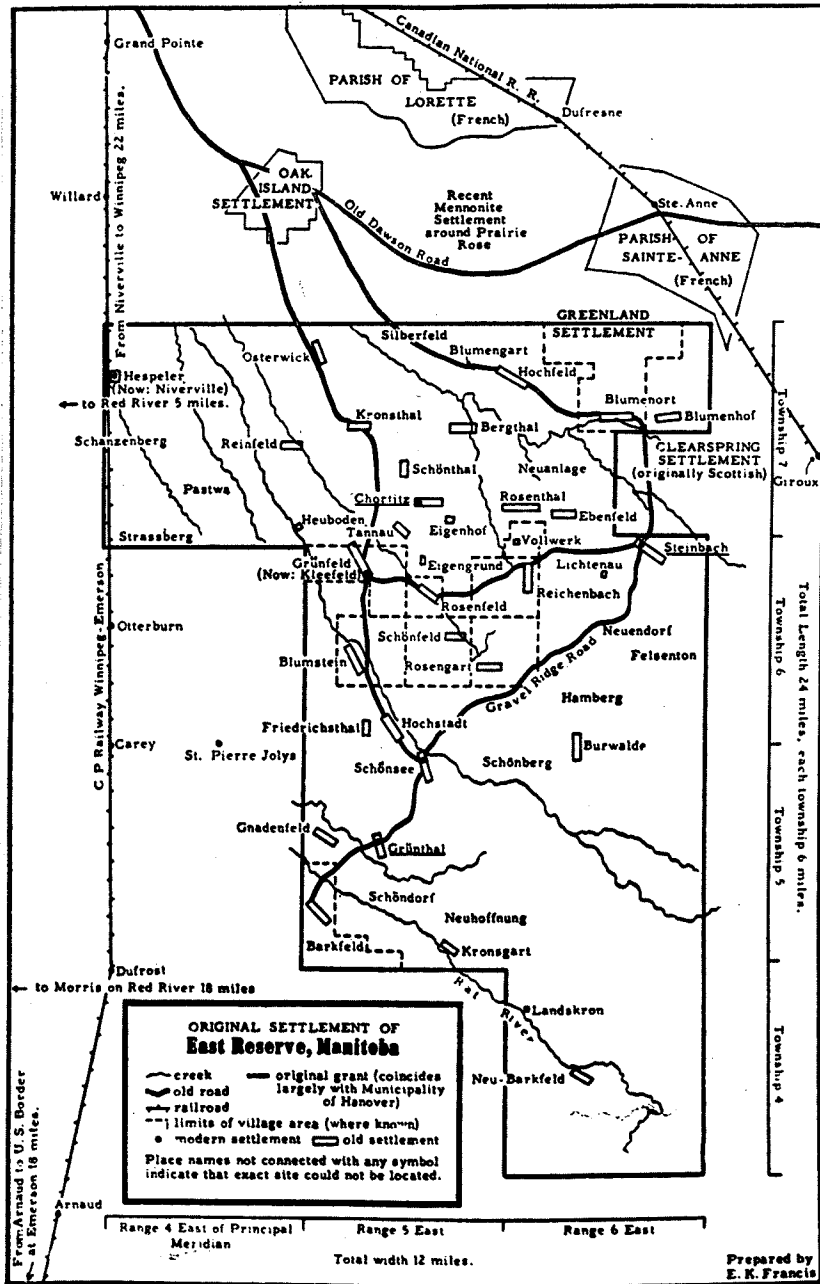 Grand Pointe
Canadian National R. R.
PARISH OF
LORETTE
(French)
Dufresne
From Niverville to Winnipeg 22 miles.
Willard
OAK
ISLAND
SETTLEMENT
Old Dawson Road
Recent
Mennonite
Settlement
around Prairie
Rose
Ste. Anne
PARISH OF
SAINTE-ANNE
(French)
GREENLAND
SETTLEMENT
Silberfeld
Osterwick
Blumengart
Hochfeld
Hespeler
(Now: Niverville)
to Red River 5 miles.
Blumenort
Blumenhof
Kronsthal
Bergthal
Schanzenberg
Reinfeld
CLEARSPRING
SETTLEMENT
(originally Scottish)
Township 7
Giroux
Schönthal
Neuanlage
Pastwa
Chortitz
Rosenthal
Ebenfeld
Heuboden
Tannau
Eigenhof
Strassberg
Vollwerk
Steinbach
Grünfeld
(Now: Kleefeld)
Eigengrund
Lichtenau
Reichenbach
Rosenfeld
Otterburn
Schönfeld
Neuendorf
Township 6
Total Length 24 miles, each township 6 miles.
Blumstein
Rosengart
Felsenton
Gravel Ridge Road
C P Railway Winnipeg-Emerson
Hamberg
Friedrichsthal
Hochstadt
Burwalde
Carey
St. Pierre Jolys
Schönsee
Schönberg
Gnadenfeld
Grünthal
Township 5
Schöndorf
Neuhoffnung
Barkfeld
Kronsgart
Dufrost
to Morris on Red River 18 miles
Rat River
Landskron
Neu-Barkfeld
Township 4
ORIGINAL SETTLEMENT OF
East Reserve, Manitoba
creek
old road
railroad
original grant (coincides
largely with Municipality
of Hanover)
limits of village area (where known)
modern settlement
old settlement
Place names not connected with any symbol
indicate that exact site could not be located.
From Arnaud to U.S. Border
at Emerson 18 miles.
Arnaud
Range 4 East of Principal
Meridian
Range 5 East
Range 6 East
Total width 12 miles.
Prepared by
E. K. Francis